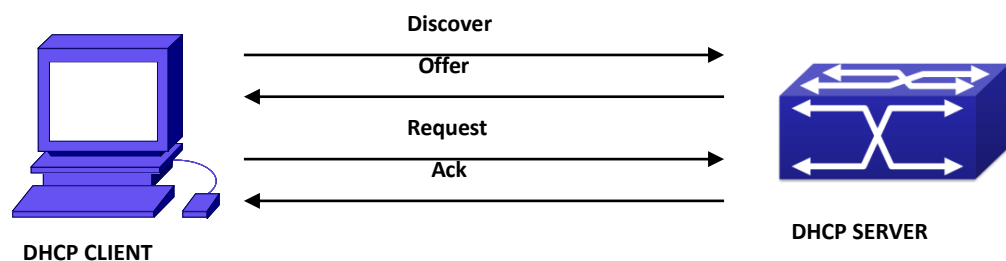 Discover
Offer
Request
Ack
DHCP CLIENT
DHCP SERVER